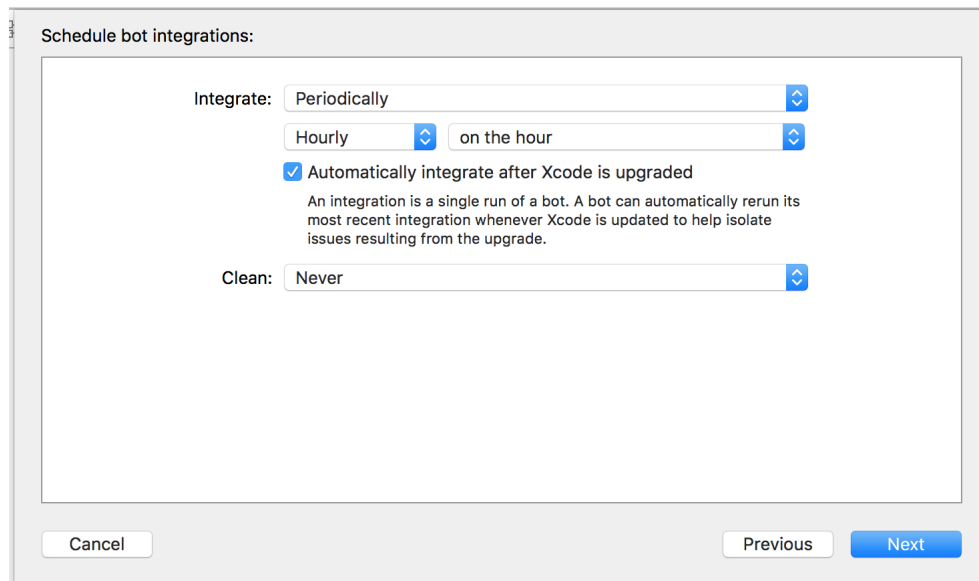 Schedule bot integrations:
Integrate: Periodically
Hourly on the hour
Automatically integrate after Xcode is upgraded
An integration is a single run of a bot. A bot can automatically rerun its
most recent integration whenever Xcode is updated to help isolate
issues resulting from the upgrade.
Clean: Never
Cancel Previous Next